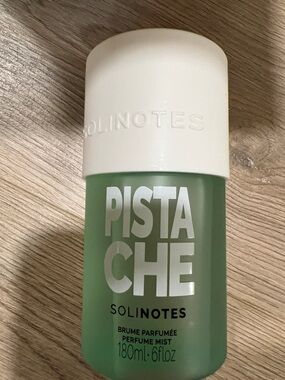 SOLINOTES
PISTA
CHE
SOLINOTES
BRUME PARFUMÉE
PERFUME MIST
180ml·6fl.oz